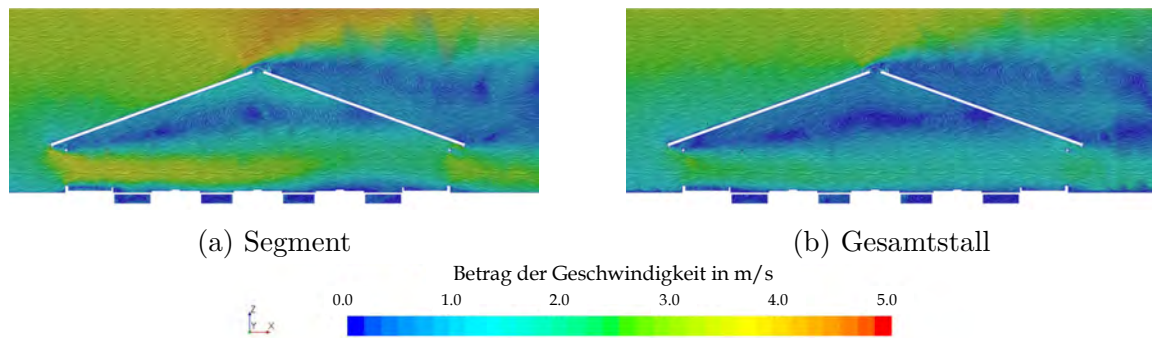 (a) Segment
(b) Gesamtstall
Betrag der Geschwindigkeit in m/s
0.0 1.0 2.0 3.0 4.0 5.0
Z
Y X